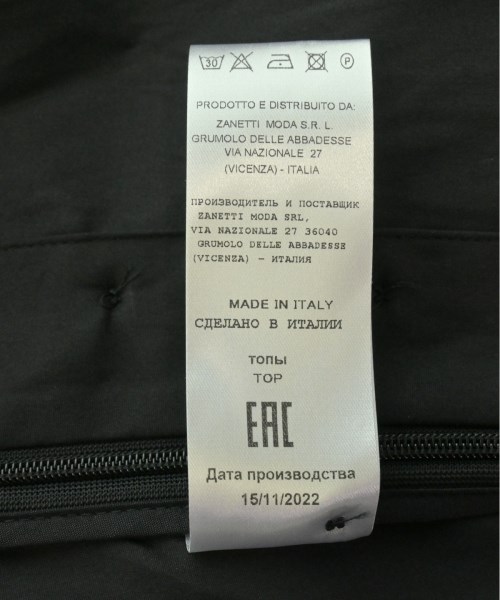 30 P
PRODOTTO E DISTRIBUITO DA:
ZANETTI MODA S.R. L.
GRUMOLO DELLE ABBADESSE
VIA NAZIONALE 27
(VICENZA) - ITALIA
ПРОИЗВОДИТЕЛЬ И ПОСТАВЩИК
ZANETTI MODA SRL,
VIA NAZIONALE 27 36040
GRUMOLO DELLE ABBADESSE
(VICENZA) - ИТАЛИЯ
MADE IN ITALY
СДЕЛАНО В ИТАЛИИ
топы
TOP
EAC
Дата производства
15/11/2022